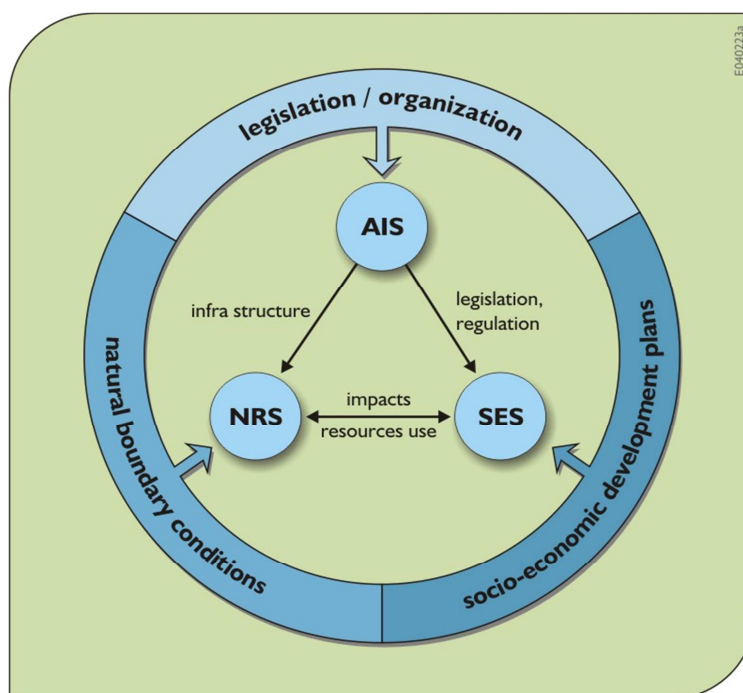 E040223a
legislation / organization
AIS
infra structure
legislation,
regulation
NRS
impacts
resources use
SES
natural boundary conditions
socio-economic development plans